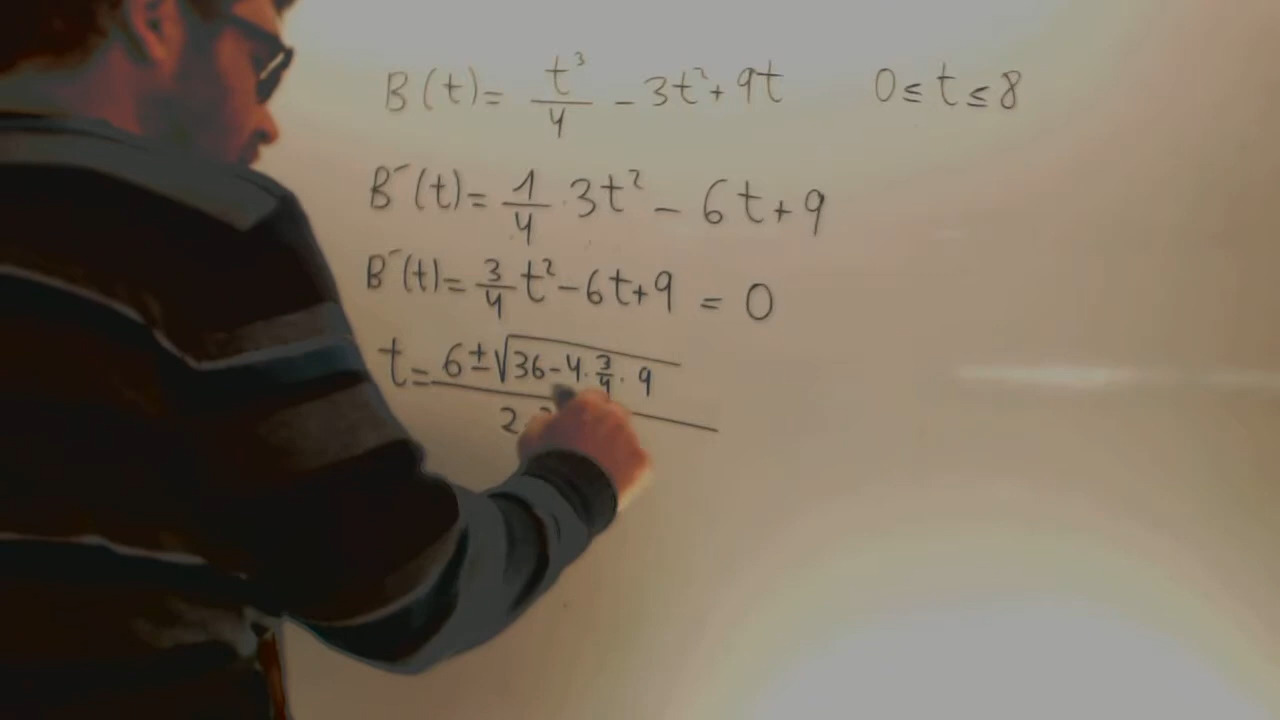 B(t)= t³/4 - 3t²+9t 0≤t≤8
B´(t)= 1/4 · 3t² - 6t+9
B´(t)= 3/4 t² -6t+9 = 0
t= 6±√36-4·3/4·9
2